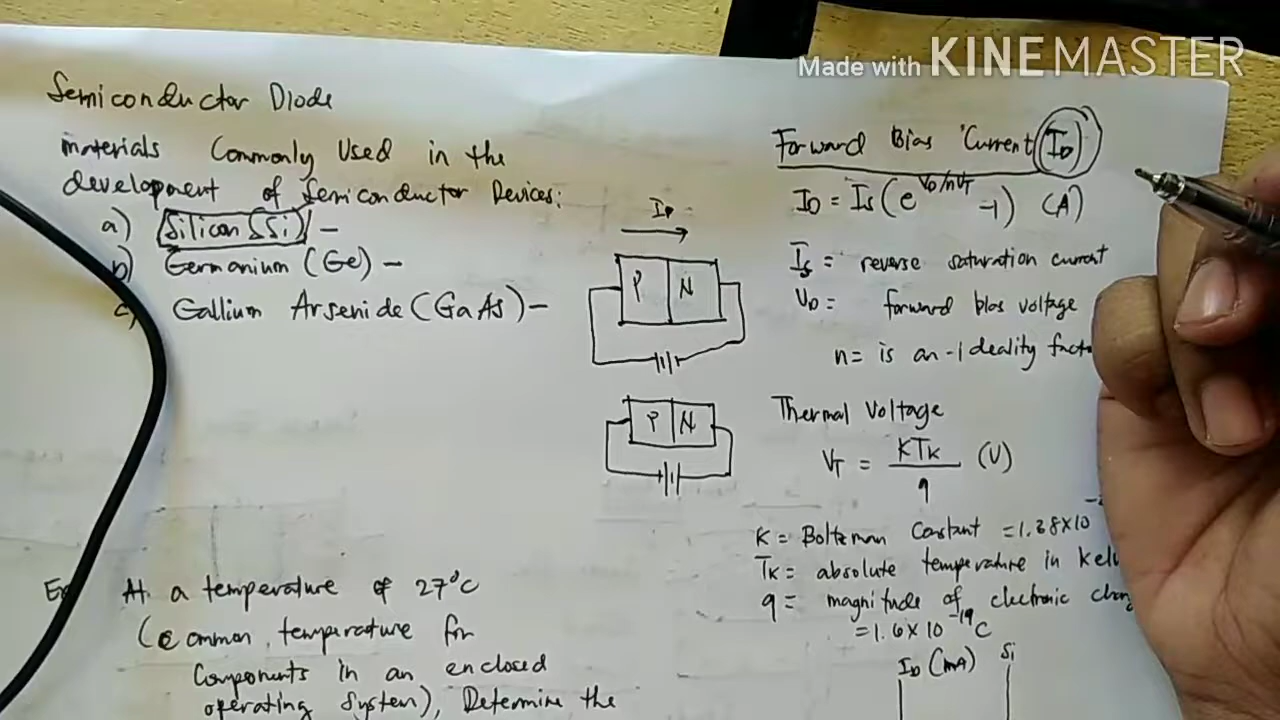 Made with KINEMASTER
Semiconductor Diode
materials Commonly Used in the
development of Semiconductor Devices:
a) Silicon (Si) -
b) Germanium (Ge) -
c) Gallium Arsenide (GaAs) -
P N
P N
Ex At a temperature of 27°C
(common temperature for
components in an enclosed
operating system), Determine the
Forward Bias Current ID
ID = Is(e^VD/nVT -1) (A)
Is = reverse saturation current
VD = forward bias voltage
n = is an -ideality facto
Thermal Voltage
VT = KTk / q (V)
K = Boltzman Constant = 1.38x10
Tk = absolute temperature in kelv
q = magnitude of electronic charg
= 1.6x10^-19 C
ID (mA) Si